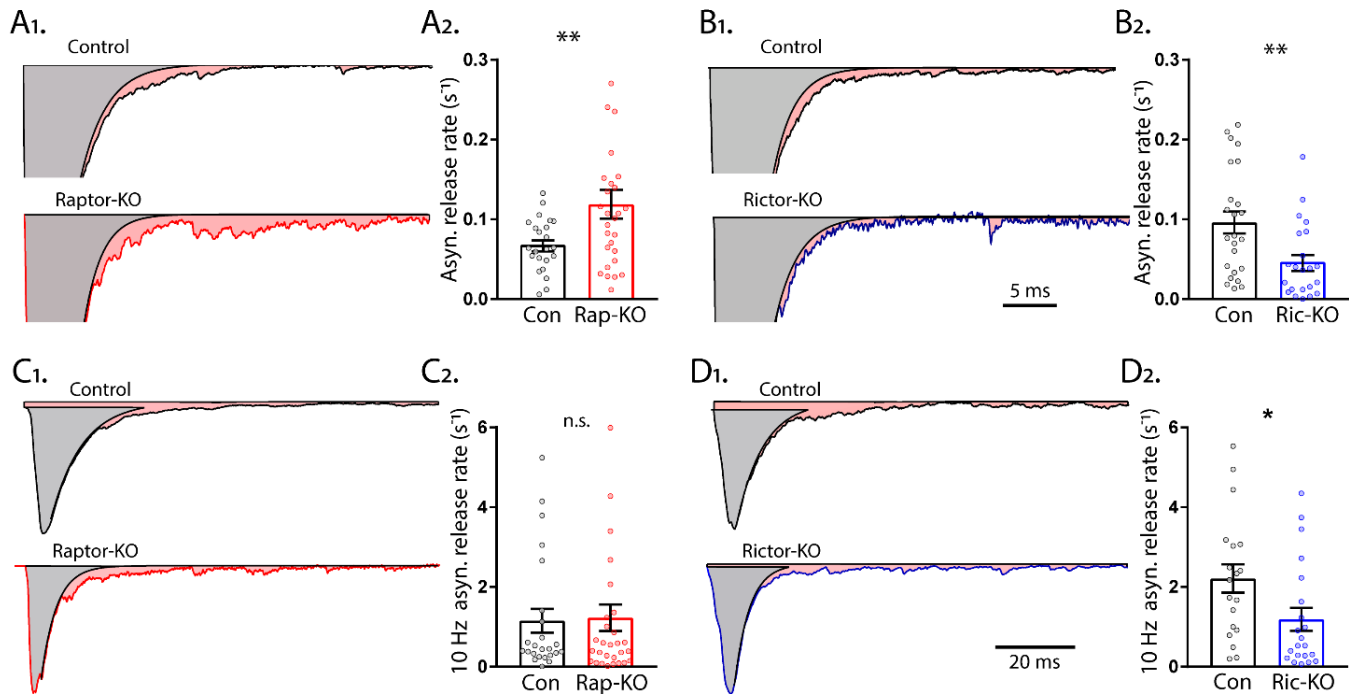 A1.
Control
Raptor-KO
A2.
**
Asyn. release rate (s⁻¹)
0.3
0.2
0.1
0.0
Con Rap-KO
B1.
Control
Rictor-KO
5 ms
B2.
**
Asyn. release rate (s⁻¹)
0.3
0.2
0.1
0.0
Con Ric-KO
C1.
Control
Raptor-KO
C2.
n.s.
10 Hz asyn. release rate (s⁻¹)
6
4
2
0
Con Rap-KO
D1.
Control
Rictor-KO
20 ms
D2.
*
10 Hz asyn. release rate (s⁻¹)
6
4
2
0
Con Ric-KO